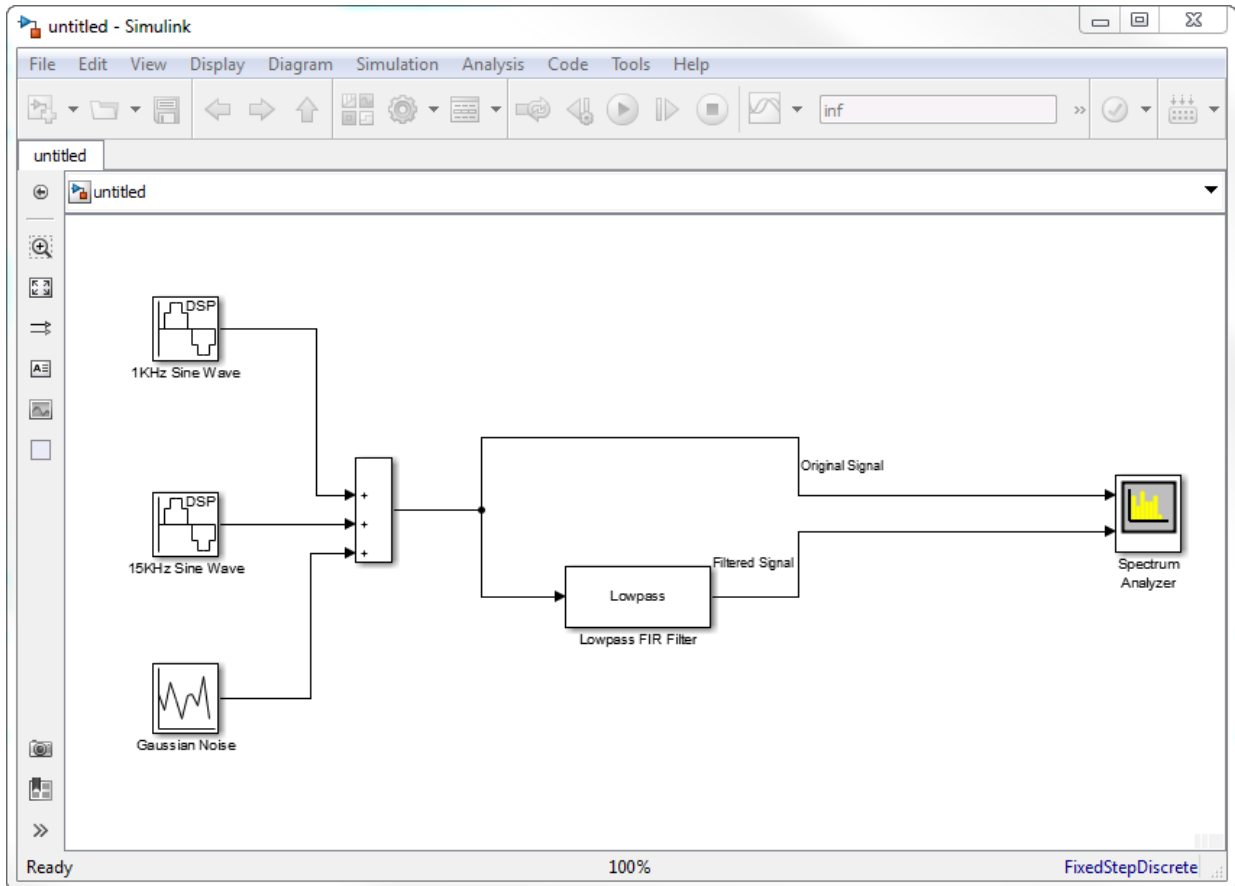 untitled - Simulink
File Edit View Display Diagram Simulation Analysis Code Tools Help
inf
untitled
untitled
DSP
1KHz Sine Wave
Original Signal
DSP
15KHz Sine Wave
+
+
+
Filtered Signal
Lowpass
Lowpass FIR Filter
Spectrum
Analyzer
Gaussian Noise
Ready 100% FixedStepDiscrete